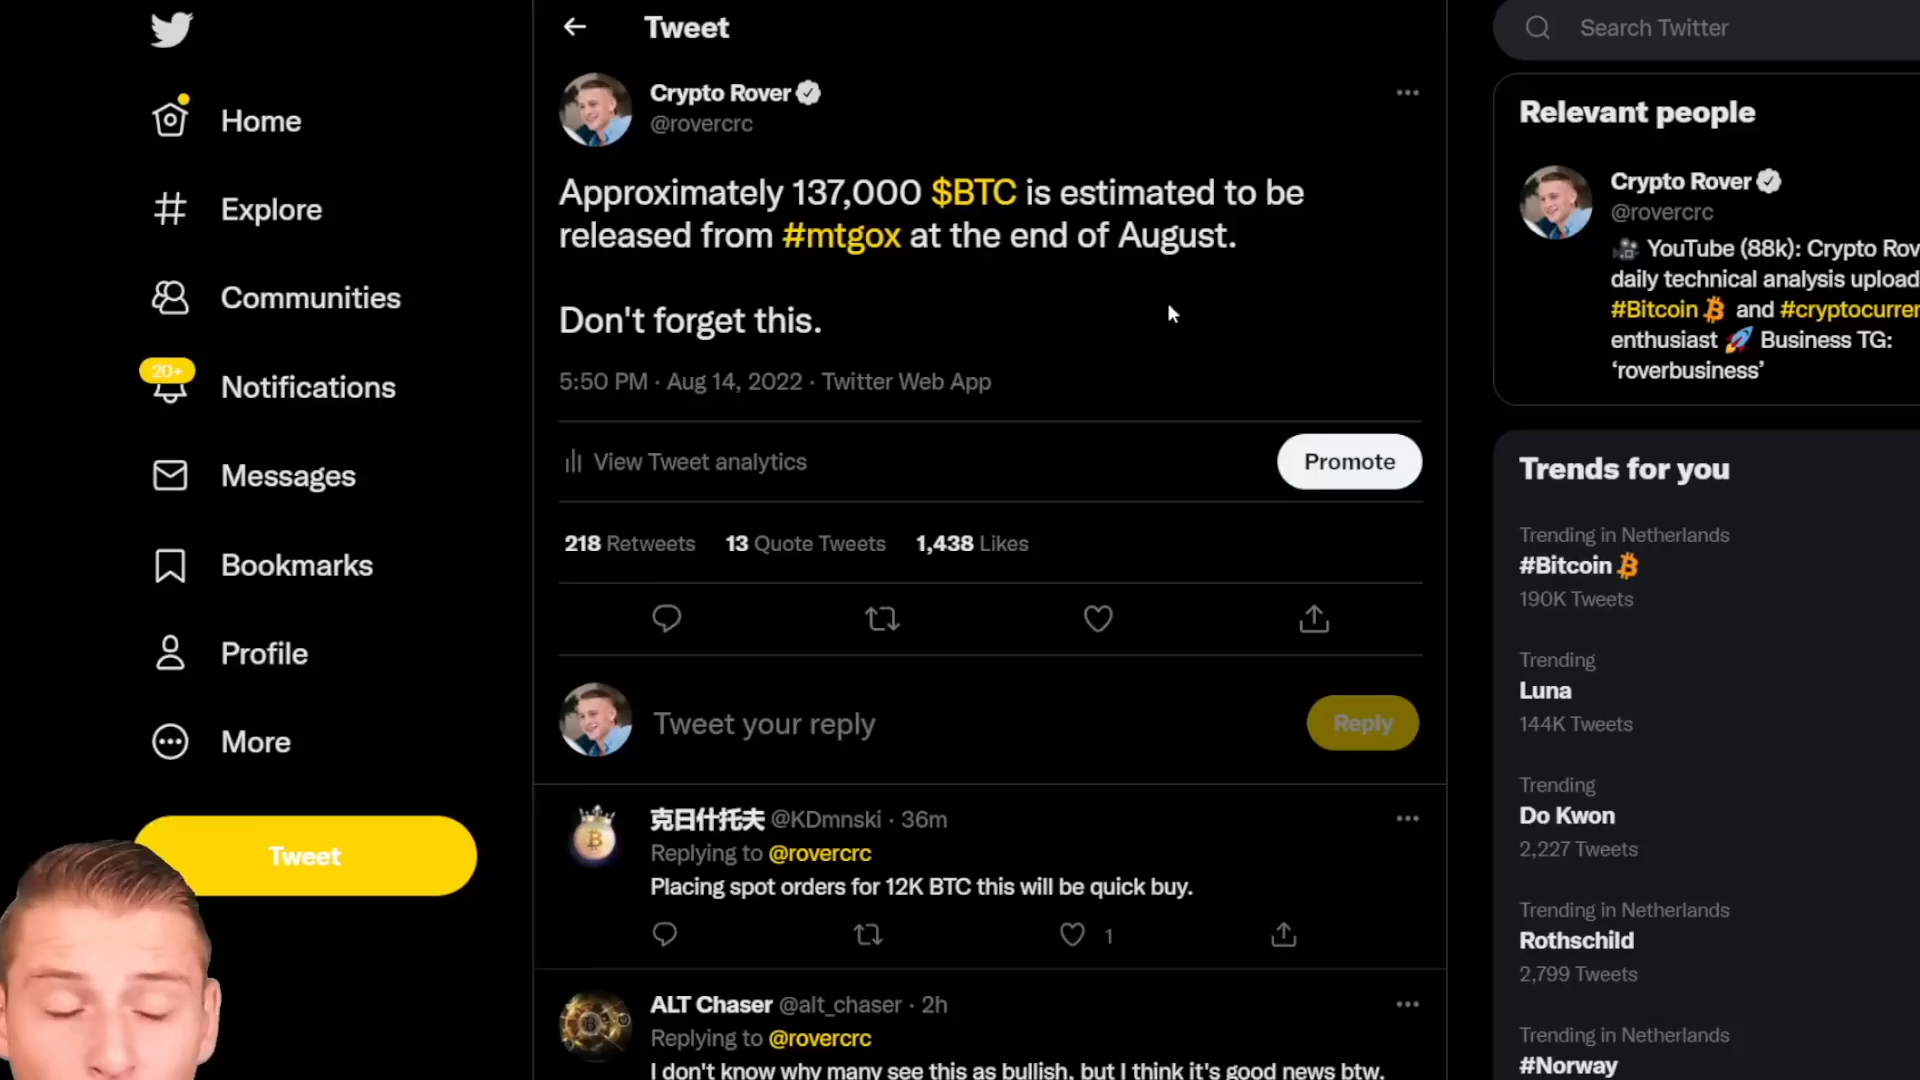 Home
Explore
Communities
20+
Notifications
Messages
Bookmarks
Profile
More
Tweet
Tweet
Crypto Rover
@rovercrc
Approximately 137,000 $BTC is estimated to be
released from #mtgox at the end of August.
Don't forget this.
5:50 PM · Aug 14, 2022 · Twitter Web App
View Tweet analytics
Promote
218 Retweets 13 Quote Tweets 1,438 Likes
Tweet your reply
Reply
克日什托夫 @KDmnski · 36m
Replying to @rovercrc
Placing spot orders for 12K BTC this will be quick buy.
1
ALT Chaser @alt_chaser · 2h
Replying to @rovercrc
I don't know why many see this as bullish, but I think it's good news btw.
Search Twitter
Relevant people
Crypto Rover
@rovercrc
YouTube (88k): Crypto Rov
daily technical analysis upload
#Bitcoin and #cryptocurren
enthusiast 🚀 Business TG:
‘roverbusiness’
Trends for you
Trending in Netherlands
#Bitcoin
190K Tweets
Trending
Luna
144K Tweets
Trending
Do Kwon
2,227 Tweets
Trending in Netherlands
Rothschild
2,799 Tweets
Trending in Netherlands
#Norway